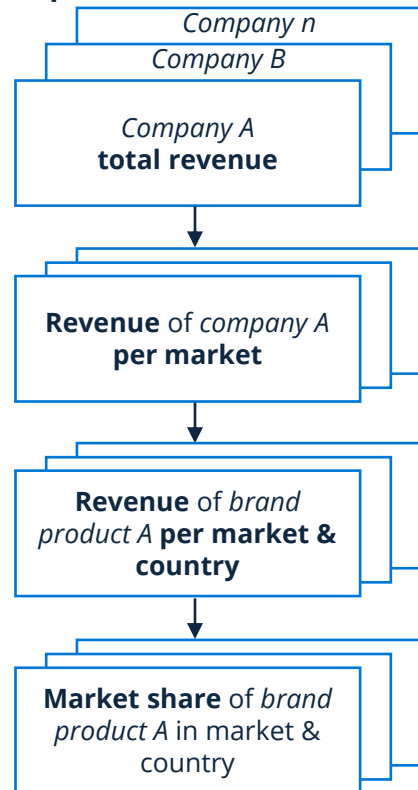 Company n
Company B
Company A
total revenue
Revenue of company A
per market
Revenue of brand
product A per market &
country
Market share of brand
product A in market &
country